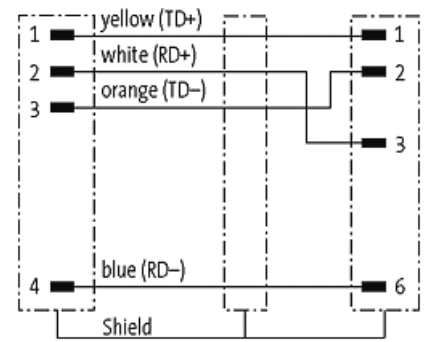 yellow (TD+)
1 1
white (RD+)
2 2
orange (TD–)
3
3
blue (RD–)
4 6
Shield